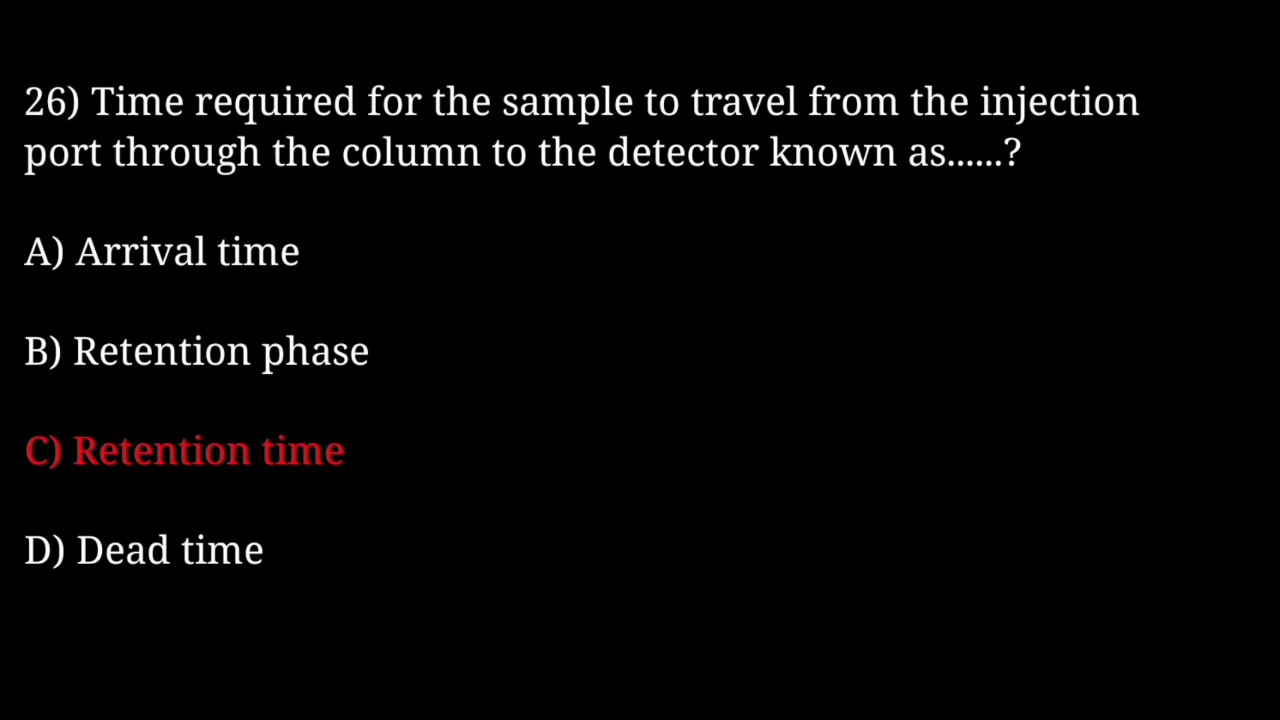 26) Time required for the sample to travel from the injection
port through the column to the detector known as......?
A) Arrival time
B) Retention phase
C) Retention time
D) Dead time